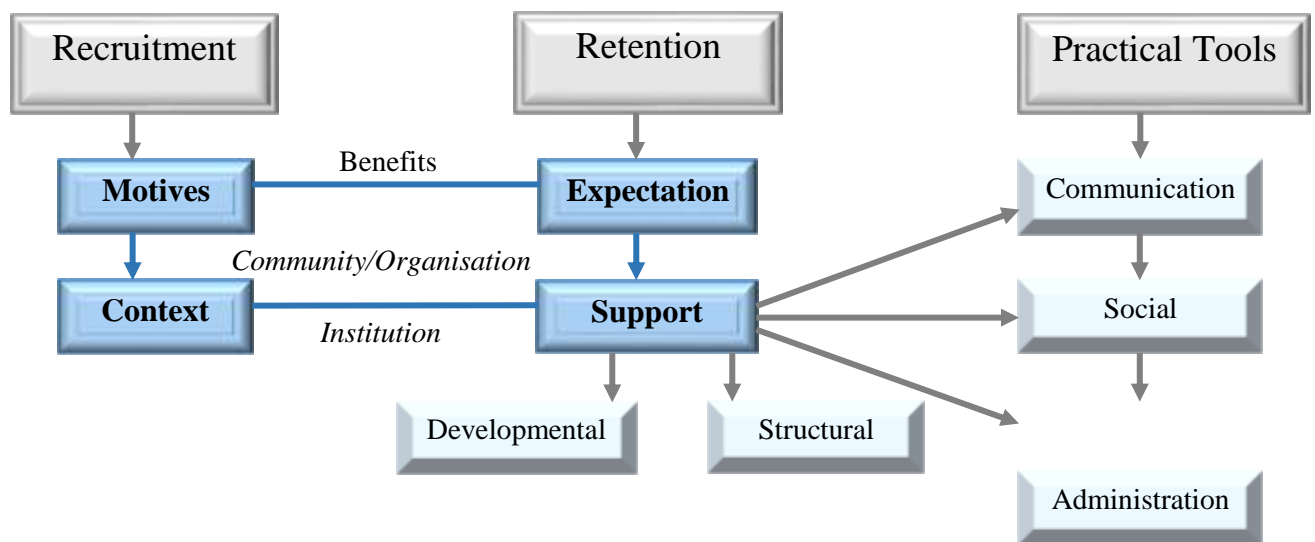 Recruitment
Retention
Practical Tools
Motives
Benefits
Expectation
Communication
Community/Organisation
Context
Institution
Support
Social
Developmental
Structural
Administration